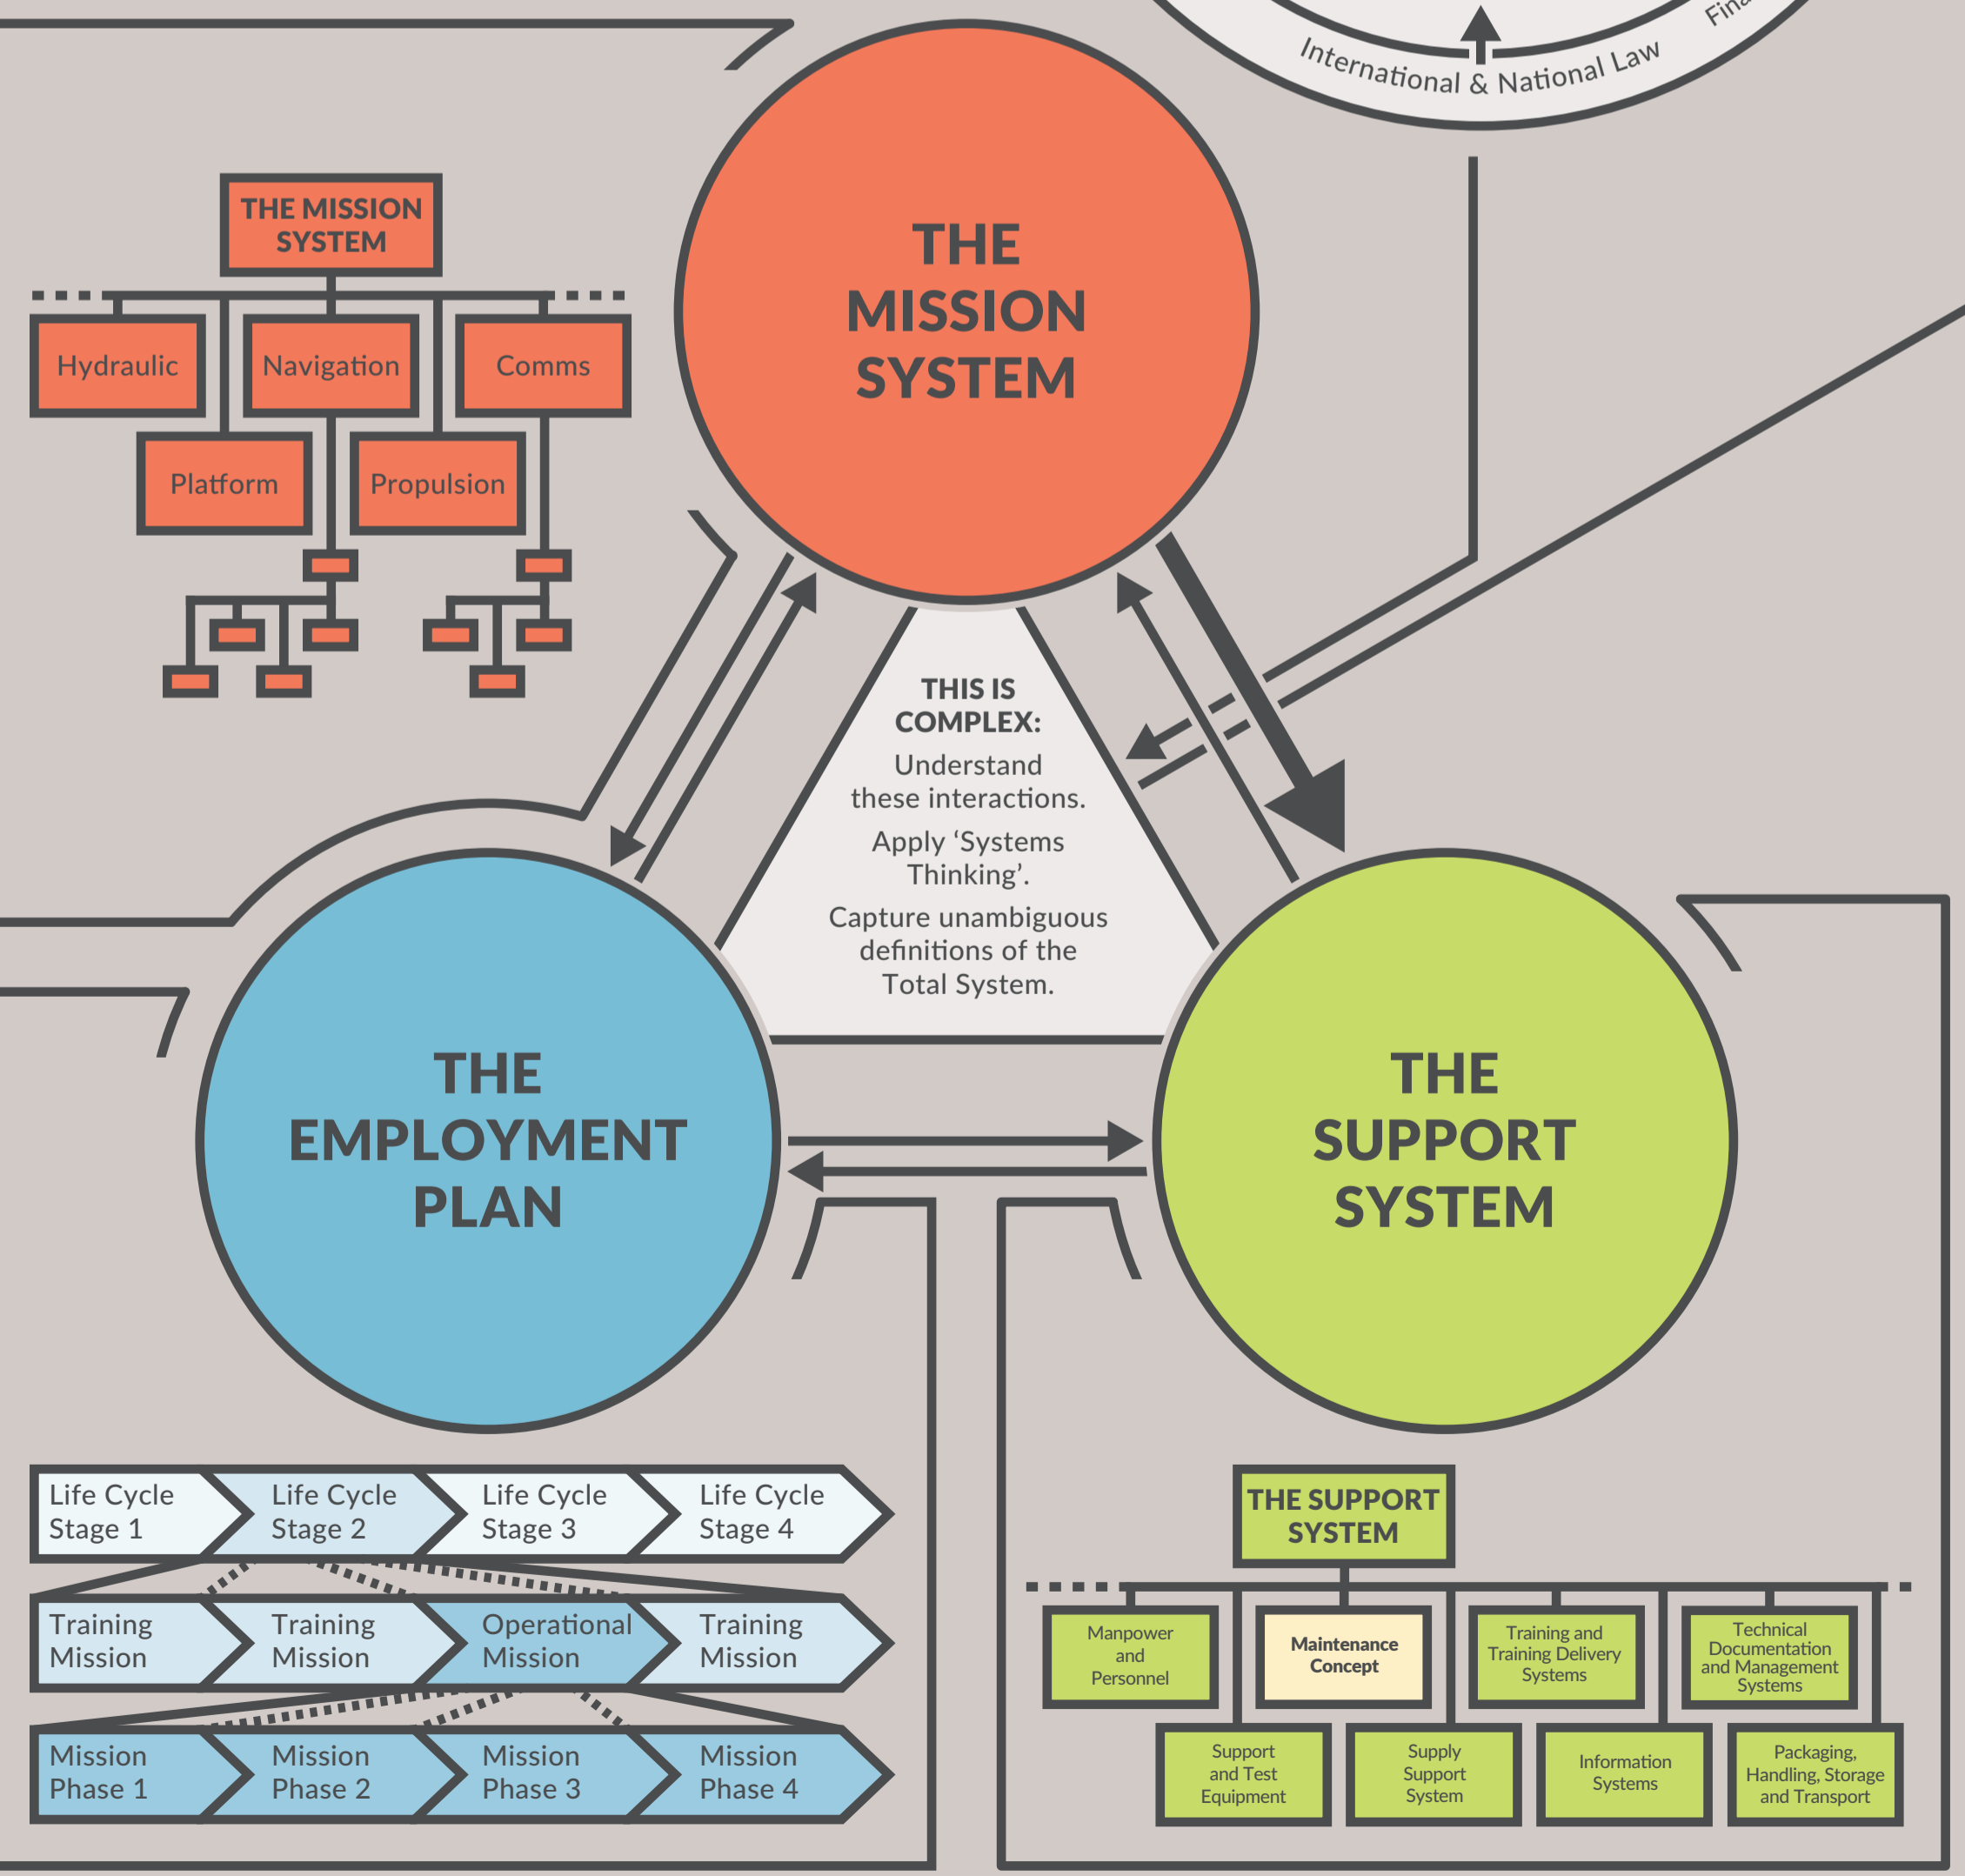 International & National Law
THE MISSION
SYSTEM
Hydraulic
Navigation
Comms
Platform
Propulsion
THE
MISSION
SYSTEM
THIS IS
COMPLEX:
Understand
these interactions.
Apply ‘Systems
Thinking’.
Capture unambiguous
definitions of the
Total System.
THE
EMPLOYMENT
PLAN
THE
SUPPORT
SYSTEM
Life Cycle
Stage 1
Life Cycle
Stage 2
Life Cycle
Stage 3
Life Cycle
Stage 4
Training
Mission
Training
Mission
Operational
Mission
Training
Mission
Mission
Phase 1
Mission
Phase 2
Mission
Phase 3
Mission
Phase 4
THE SUPPORT
SYSTEM
Manpower
and
Personnel
Maintenance
Concept
Training and
Training Delivery
Systems
Technical
Documentation
and Management
Systems
Support
and Test
Equipment
Supply
Support
System
Information
Systems
Packaging,
Handling, Storage
and Transport